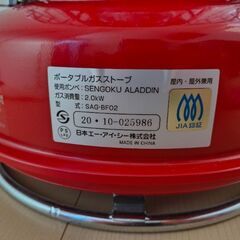 ポータブルガスストーブ
使用ボンベ：SENGOKU ALADDIN
ガス消費量：2.0kW
型　　式：SAG-BF02
20・10-025986
日本エー・アイ・シー株式会社
MADE IN CHINA
屋内・屋外兼用
JIA認証
PS
LPG